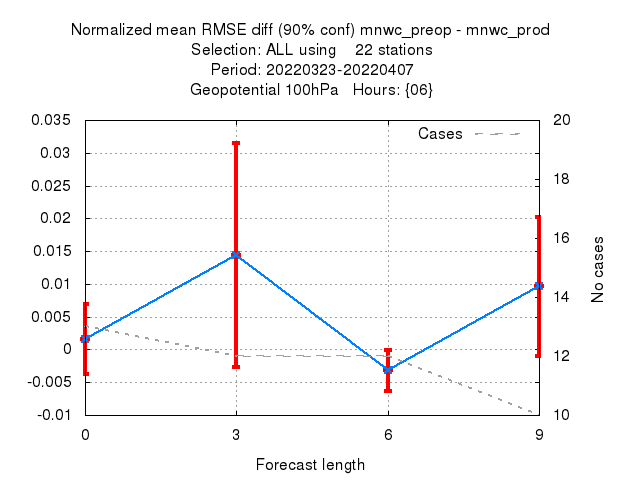 Normalized mean RMSE diff (90% conf) mnwc_preop - mnwc_prod
Selection: ALL using    22 stations
Period: 20220323-20220407
Geopotential 100hPa   Hours: {06}
Cases
0.035
0.03
0.025
0.02
0.015
0.01
0.005
0
-0.005
-0.01
20
18
16
14
12
10
No cases
0 3 6 9
Forecast length